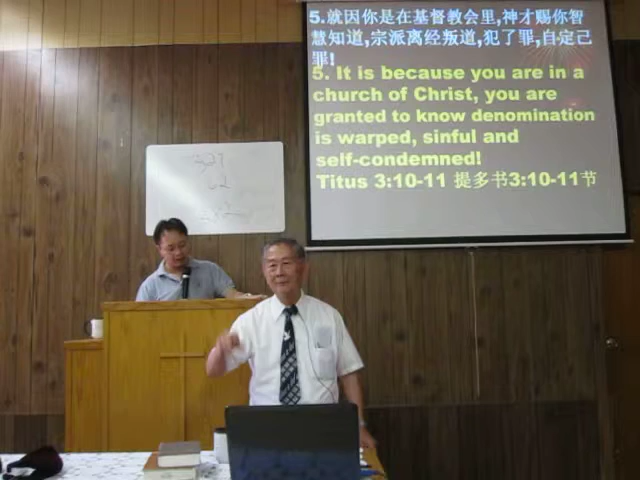 5.就因你是在基督教会里,神才赐你智
慧知道,宗派离经叛道,犯了罪,自定己
罪!
5. It is because you are in a
church of Christ, you are
granted to know denomination
is warped, sinful and
self-condemned!
Titus 3:10-11 提多书3:10-11节